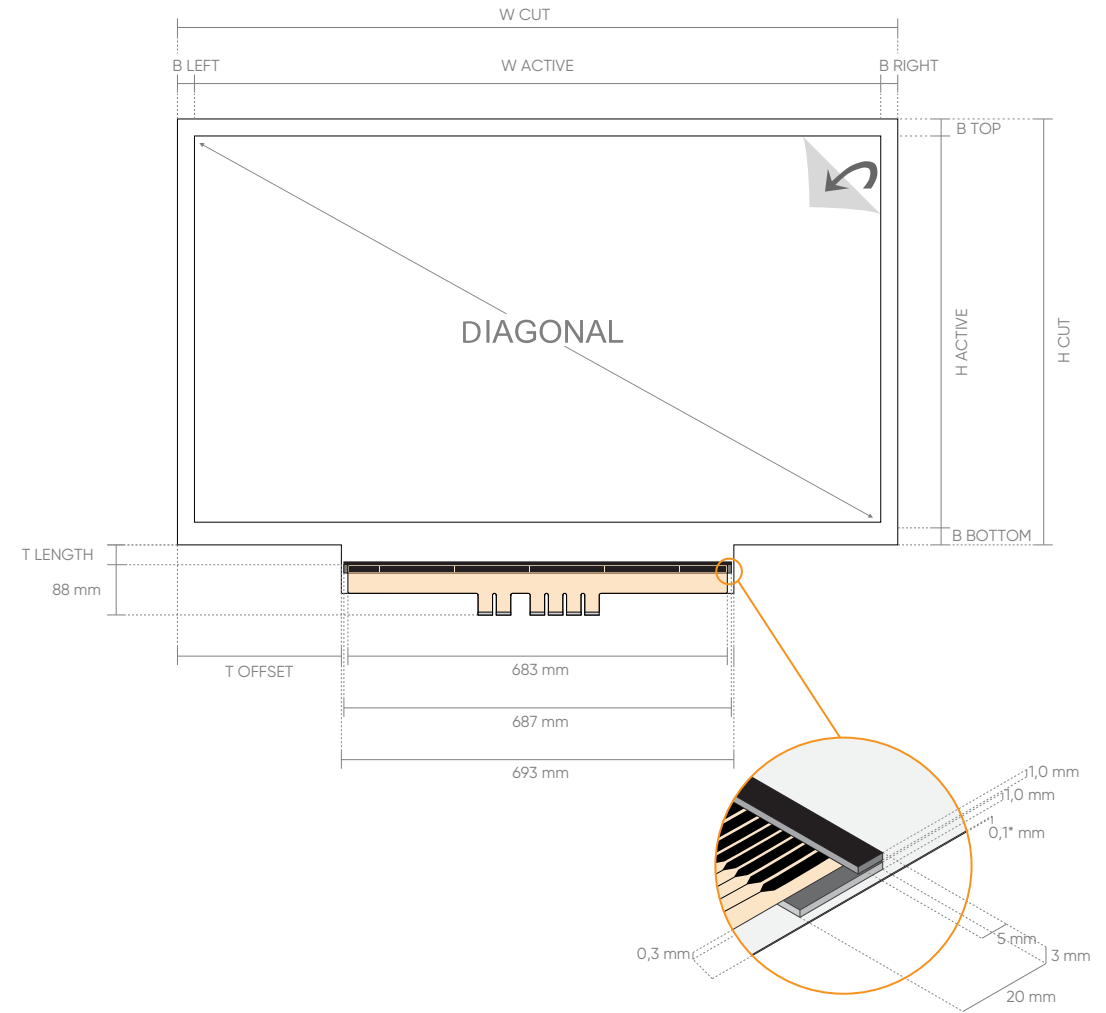 W CUT
B LEFT
W ACTIVE
B RIGHT
B TOP
DIAGONAL
H ACTIVE
H CUT
B BOTTOM
T LENGTH
88 mm
T OFFSET
683 mm
687 mm
693 mm
1,0 mm
1,0 mm
0,1* mm
5 mm
0,3 mm
3 mm
20 mm